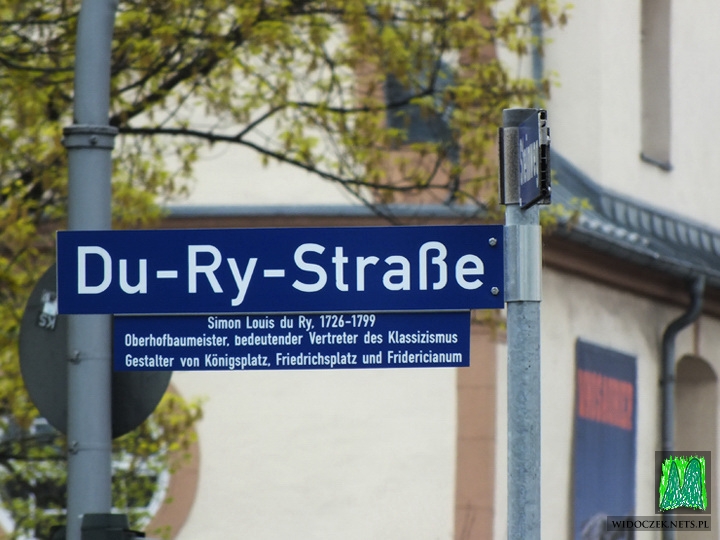 Du-Ry-Straße
Simon Louis du Ry, 1726-1799
Oberhofbaumeister, bedeutender Vertreter des Klassizismus
Gestalter von Königsplatz, Friedrichsplatz und Fridericianum
WIDOCZEK.NETS.PL